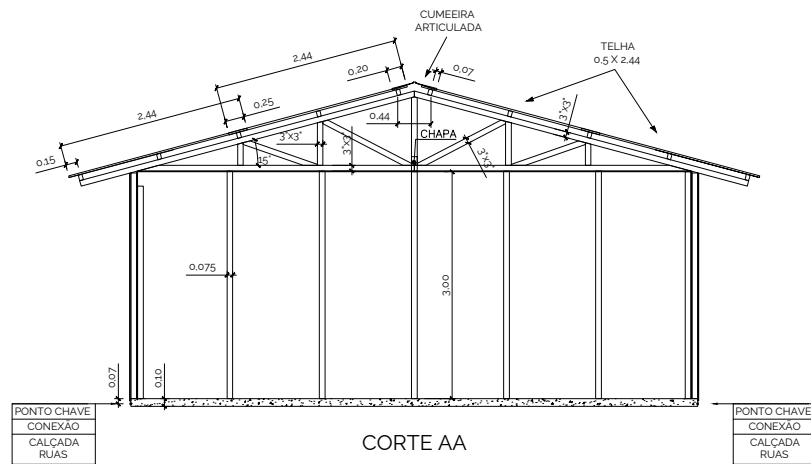 CUMEEIRA
ARTICULADA
TELHA
0,5 X 2,44
2,44
0,20
0,07
2,44
0,25
0,44
3"x3"
CHAPA
3"x3"
3"x3"
3"x3"
0,15
15°
0,075
3,00
0,07
0,10
PONTO CHAVE
CONEXÃO
CALÇADA
RUAS
CORTE AA
PONTO CHAVE
CONEXÃO
CALÇADA
RUAS